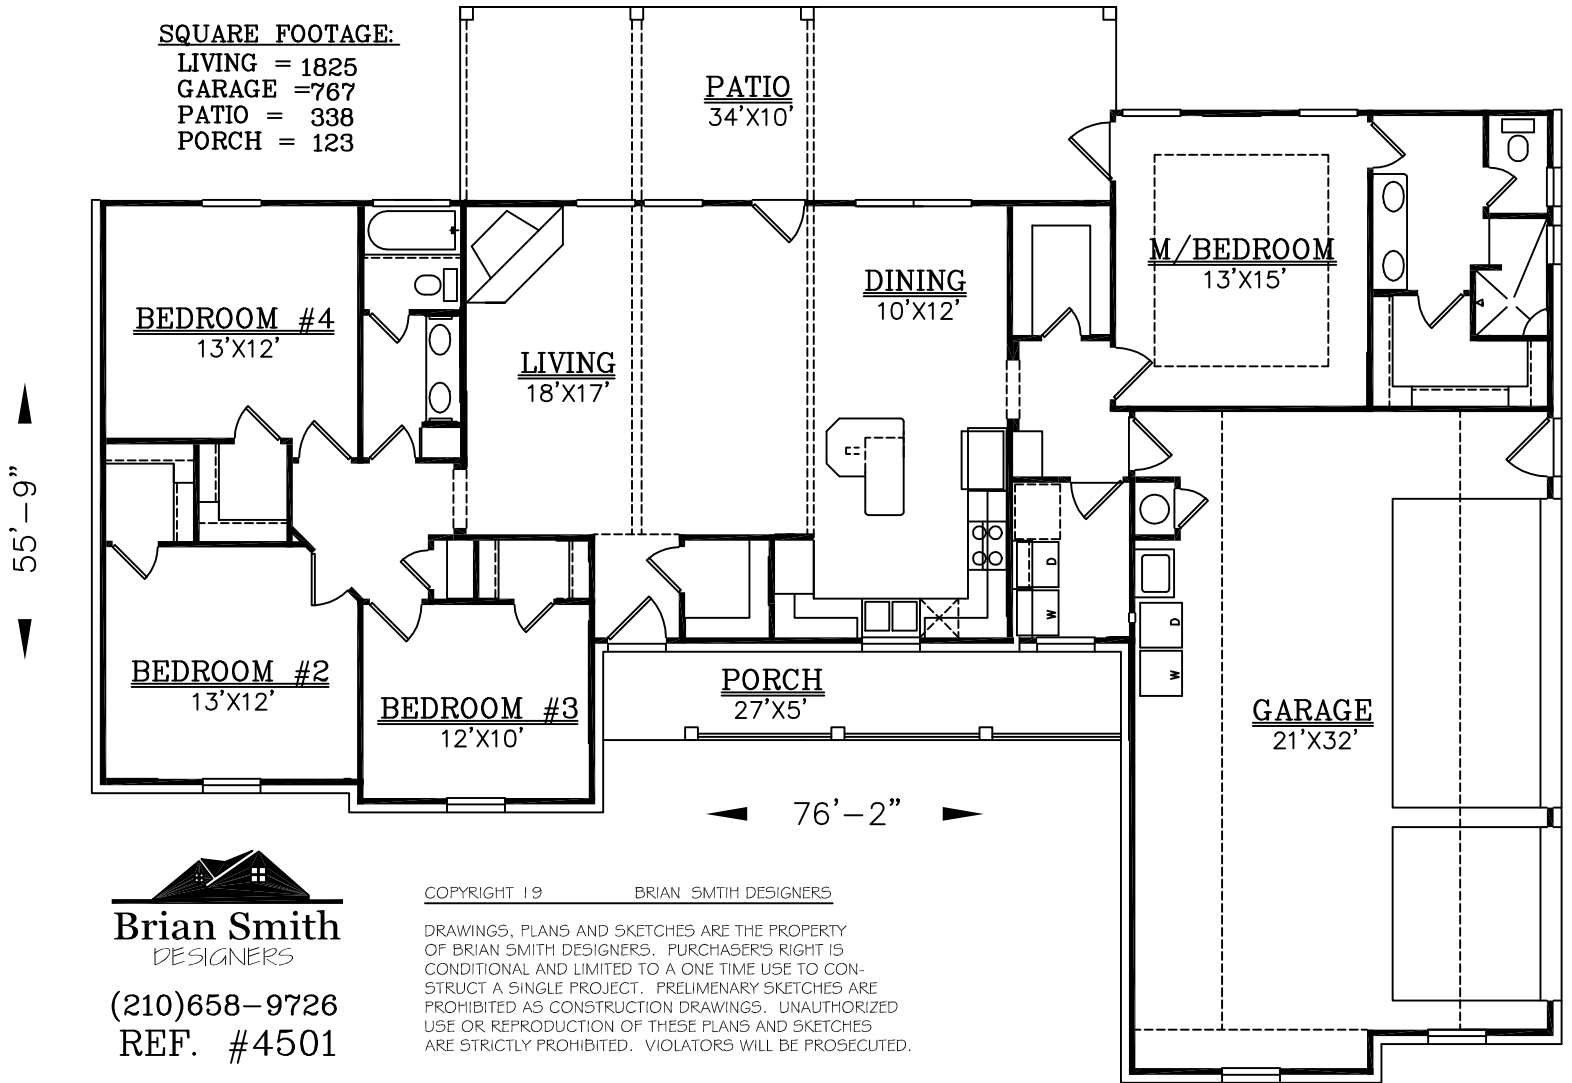 SQUARE FOOTAGE:
LIVING = 1825
GARAGE =767
PATIO = 338
PORCH = 123
PATIO
34'X10'
M/BEDROOM
13'X15'
DINING
10'X12'
BEDROOM #4
13'X12'
LIVING
18'X17'
55'-9"
D
W
D
W
BEDROOM #2
13'X12'
BEDROOM #3
12'X10'
PORCH
27'X5'
GARAGE
21'X32'
76'-2"
Brian Smith
DESIGNERS
(210)658-9726
REF. #4501
COPYRIGHT 19 BRIAN SMTIH DESIGNERS
DRAWINGS, PLANS AND SKETCHES ARE THE PROPERTY
OF BRIAN SMITH DESIGNERS. PURCHASER'S RIGHT IS
CONDITIONAL AND LIMITED TO A ONE TIME USE TO CON-
STRUCT A SINGLE PROJECT. PRELIMENARY SKETCHES ARE
PROHIBITED AS CONSTRUCTION DRAWINGS. UNAUTHORIZED
USE OR REPRODUCTION OF THESE PLANS AND SKETCHES
ARE STRICTLY PROHIBITED. VIOLATORS WILL BE PROSECUTED.